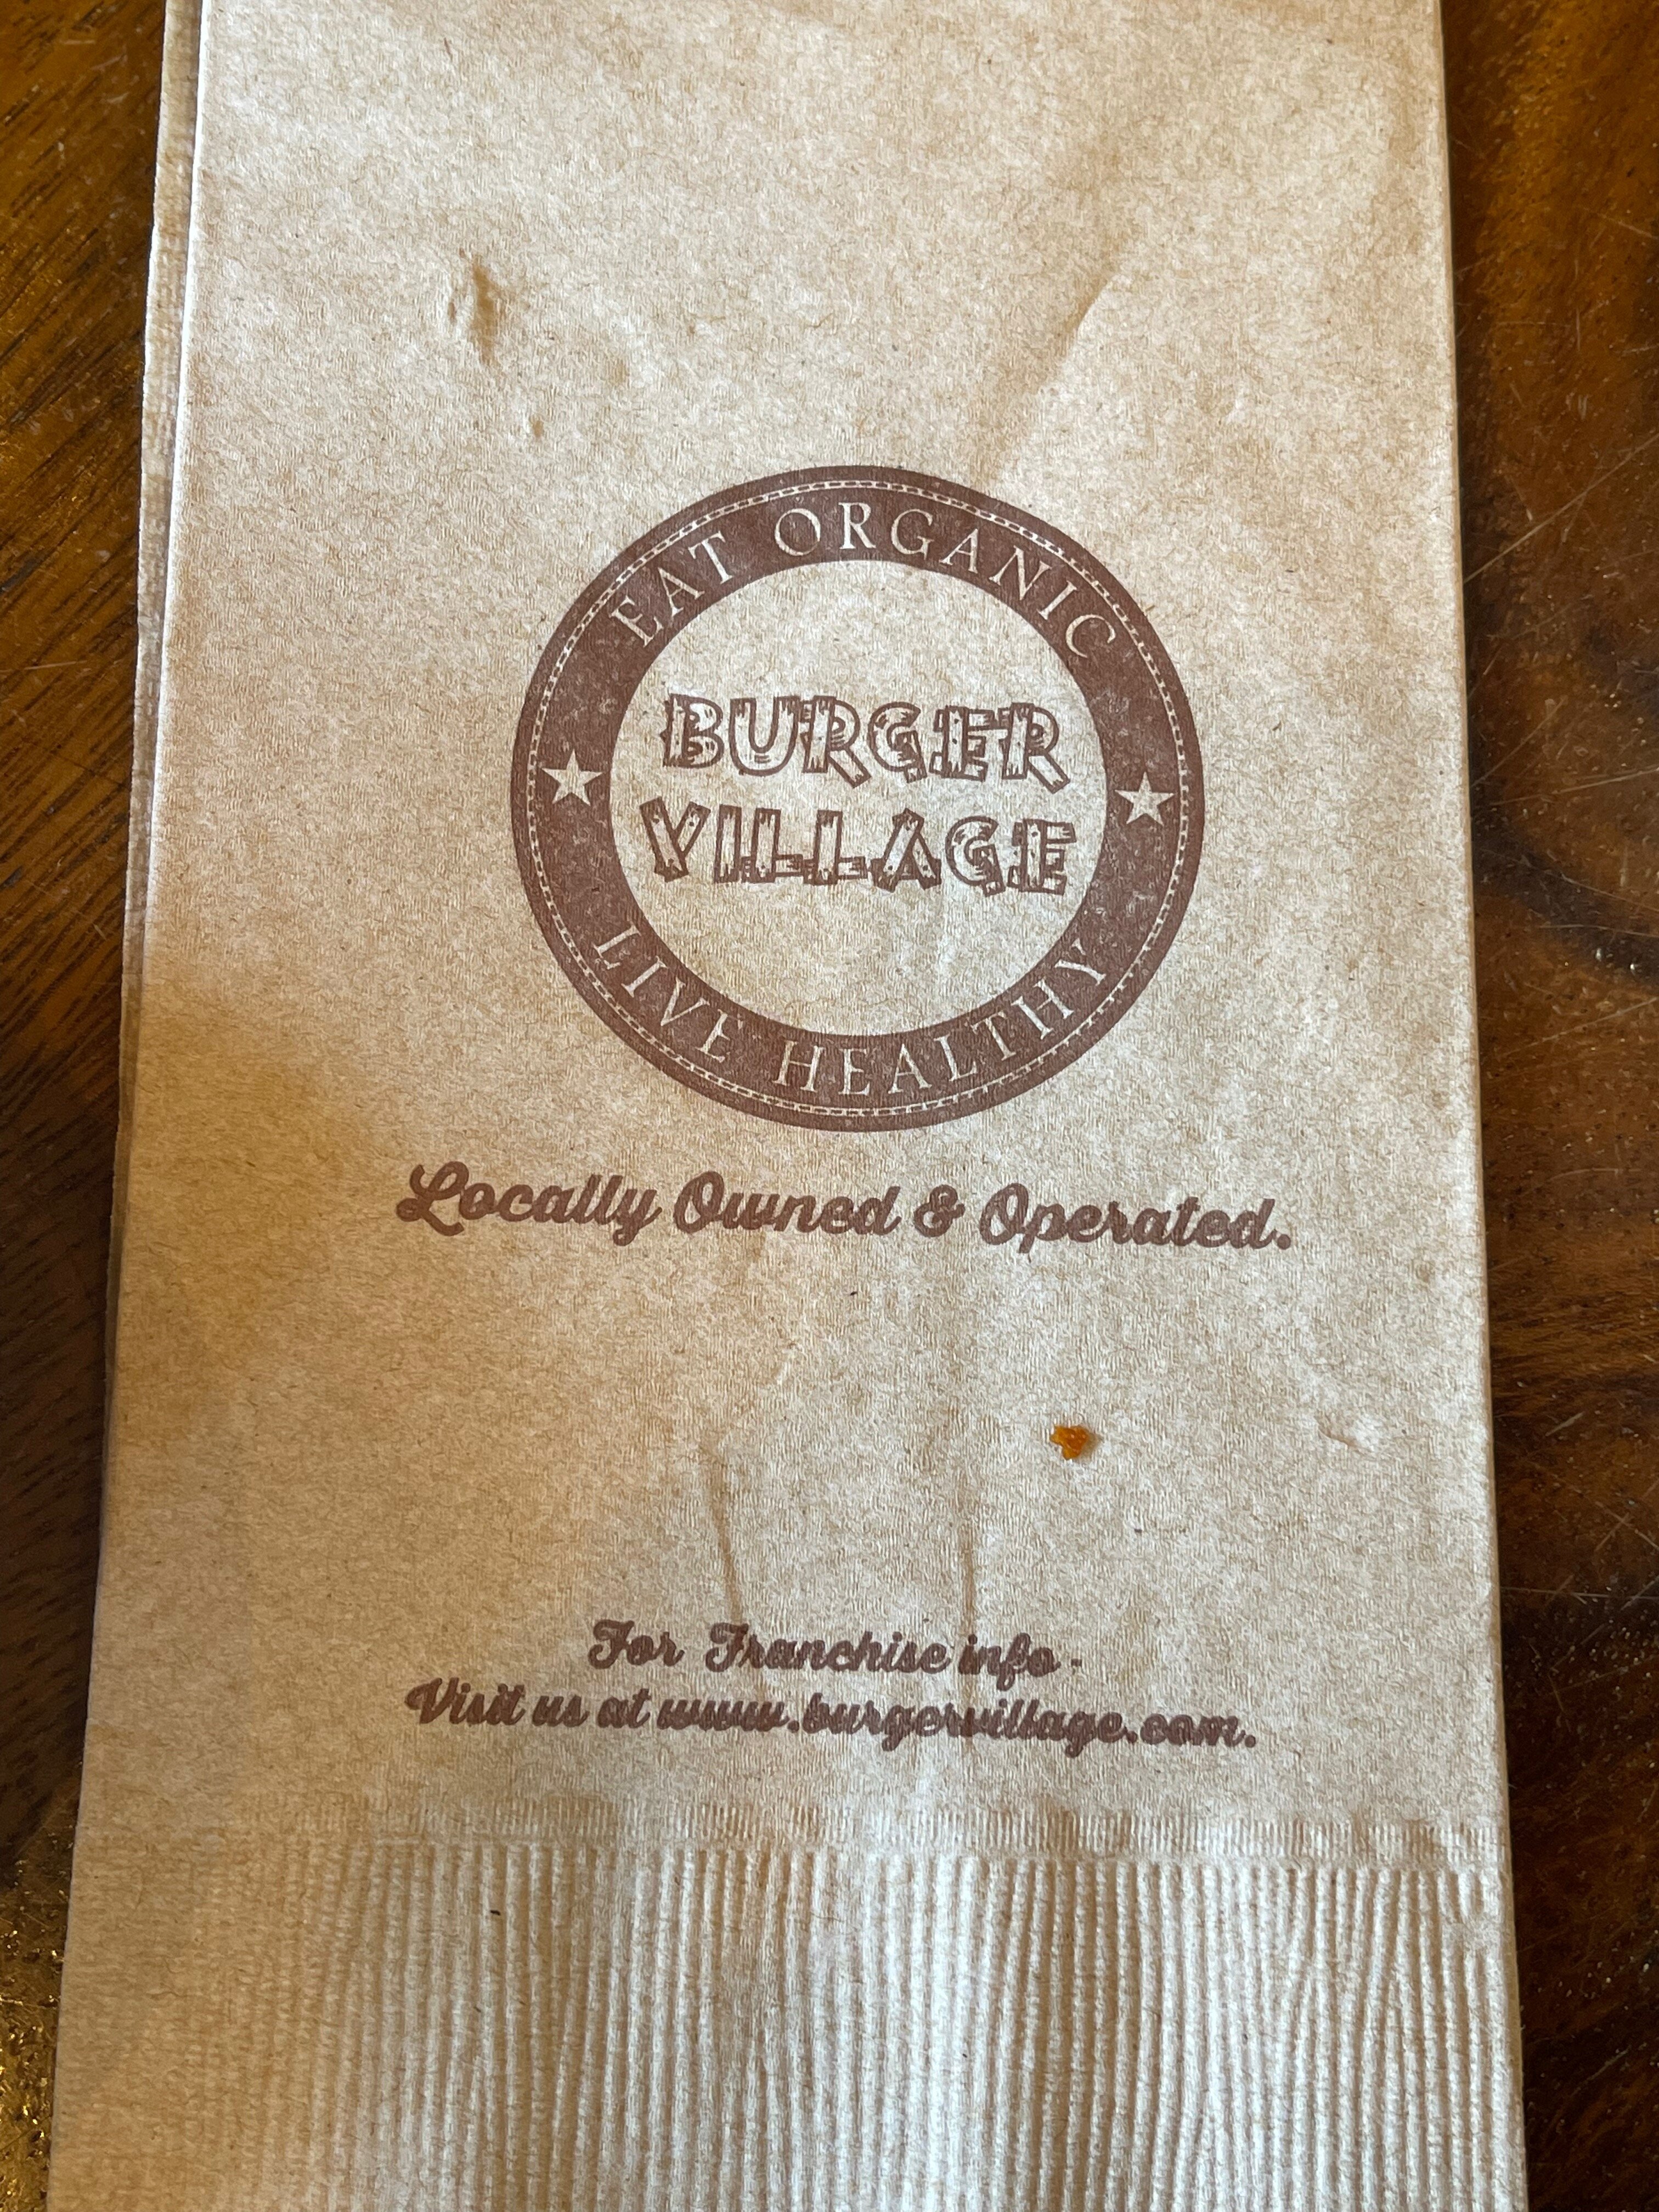 EAT ORGANIC
BURGER
VILLAGE
LIVE HEALTHY
Locally Owned & Operated.
For Franchise info -
Visit us at www.burgervillage.com.